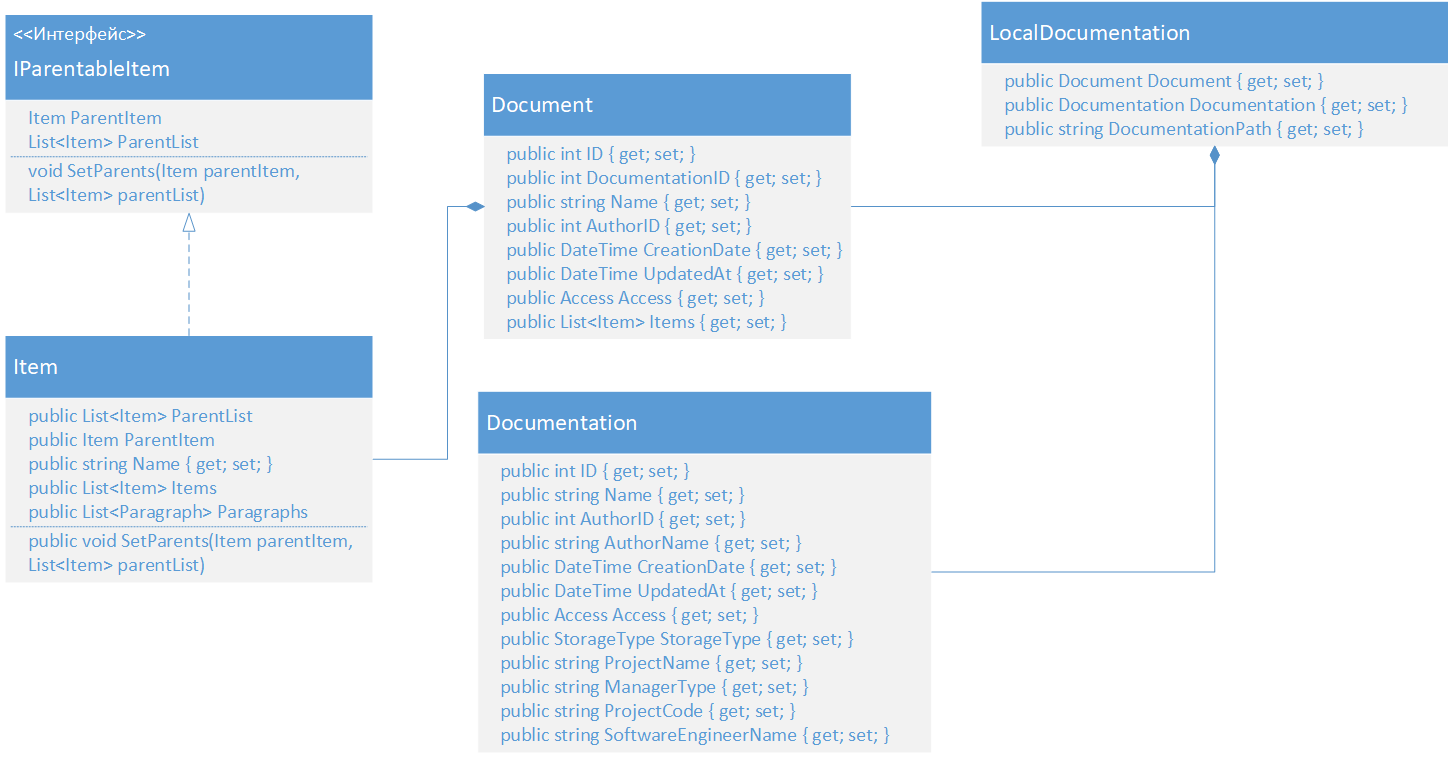 <<Интерфейс>>
IParentableItem
Item ParentItem
List<Item> ParentList
void SetParents(Item parentItem,
List<Item> parentList)
Item
public List<Item> ParentList
public Item ParentItem
public string Name { get; set; }
public List<Item> Items
public List<Paragraph> Paragraphs
public void SetParents(Item parentItem,
List<Item> parentList)
Document
public int ID { get; set; }
public int DocumentationID { get; set; }
public string Name { get; set; }
public int AuthorID { get; set; }
public DateTime CreationDate { get; set; }
public DateTime UpdatedAt { get; set; }
public Access Access { get; set; }
public List<Item> Items { get; set; }
Documentation
public int ID { get; set; }
public string Name { get; set; }
public int AuthorID { get; set; }
public string AuthorName { get; set; }
public DateTime CreationDate { get; set; }
public DateTime UpdatedAt { get; set; }
public Access Access { get; set; }
public StorageType StorageType { get; set; }
public string ProjectName { get; set; }
public string ManagerType { get; set; }
public string ProjectCode { get; set; }
public string SoftwareEngineerName { get; set; }
LocalDocumentation
public Document Document { get; set; }
public Documentation Documentation { get; set; }
public string DocumentationPath { get; set; }